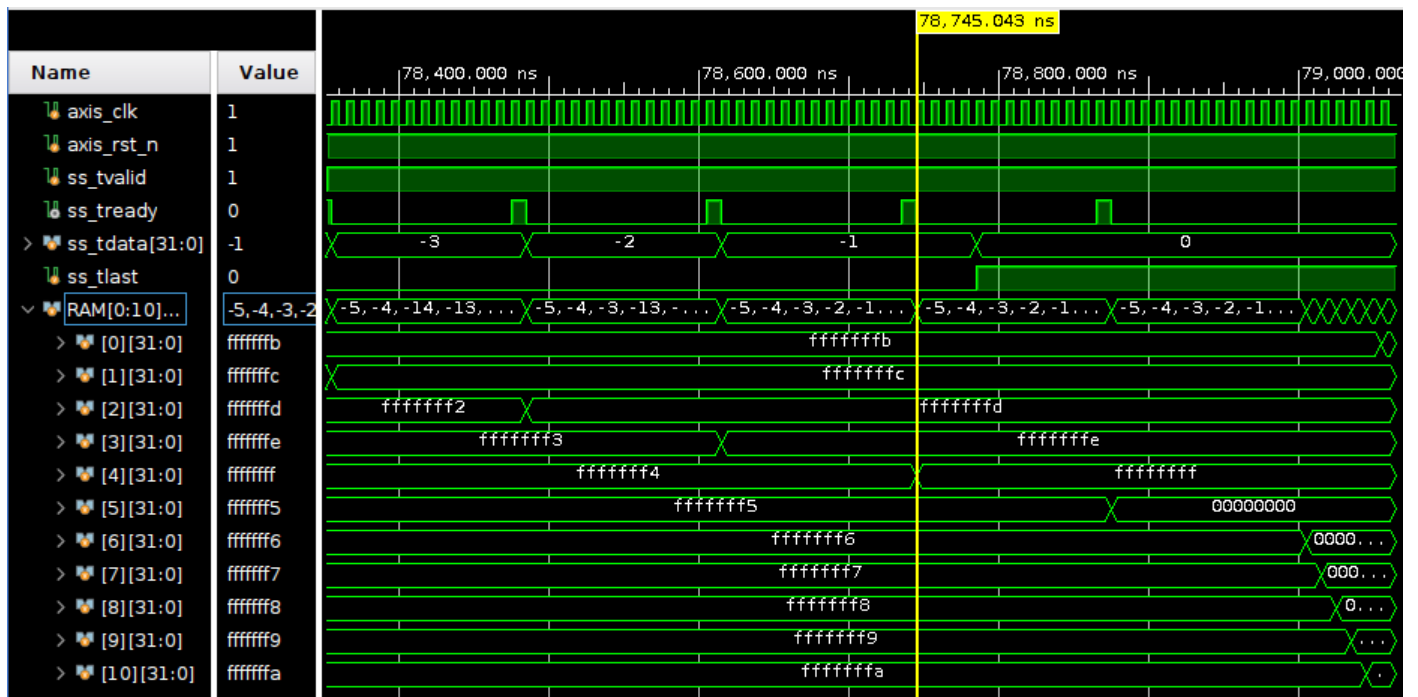 78,745.043 ns
Name Value 78,400.000 ns 78,600.000 ns 78,800.000 ns 79,000.000
axis_clk 1
axis_rst_n 1
ss_tvalid 1
ss_tready 0
ss_tdata[31:0] -1 -3 -2 -1 0
ss_tlast 0
RAM[0:10]... -5,-4,-3,-2 -5,-4,-14,-13,... -5,-4,-3,-13,-... -5,-4,-3,-2,-1... -5,-4,-3,-2,-1... -5,-4,-3,-2,-1...
[0][31:0] fffffffb fffffffb
[1][31:0] fffffffc fffffffc
[2][31:0] fffffffd fffffff2 fffffffd
[3][31:0] fffffffe fffffff3 fffffffe
[4][31:0] ffffffff fffffff4 ffffffff
[5][31:0] fffffff5 fffffff5 00000000
[6][31:0] fffffff6 fffffff6 0000...
[7][31:0] fffffff7 fffffff7 000...
[8][31:0] fffffff8 fffffff8 0...
[9][31:0] fffffff9 fffffff9 ...
[10][31:0] fffffffa fffffffa .